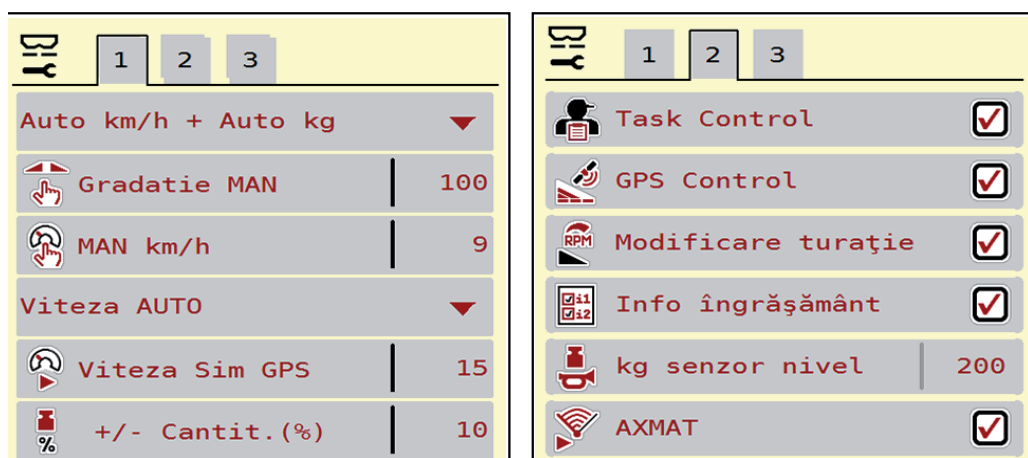 1 2 3
Auto km/h + Auto kg
Gradatie MAN 100
MAN km/h 9
Viteza AUTO
Viteza Sim GPS 15
% +/- Cantit.(%) 10
1 2 3
Task Control
GPS Control
RPM Modificare turaţie
i1 i2 Info îngrăşământ
kg senzor nivel 200
AXMAT